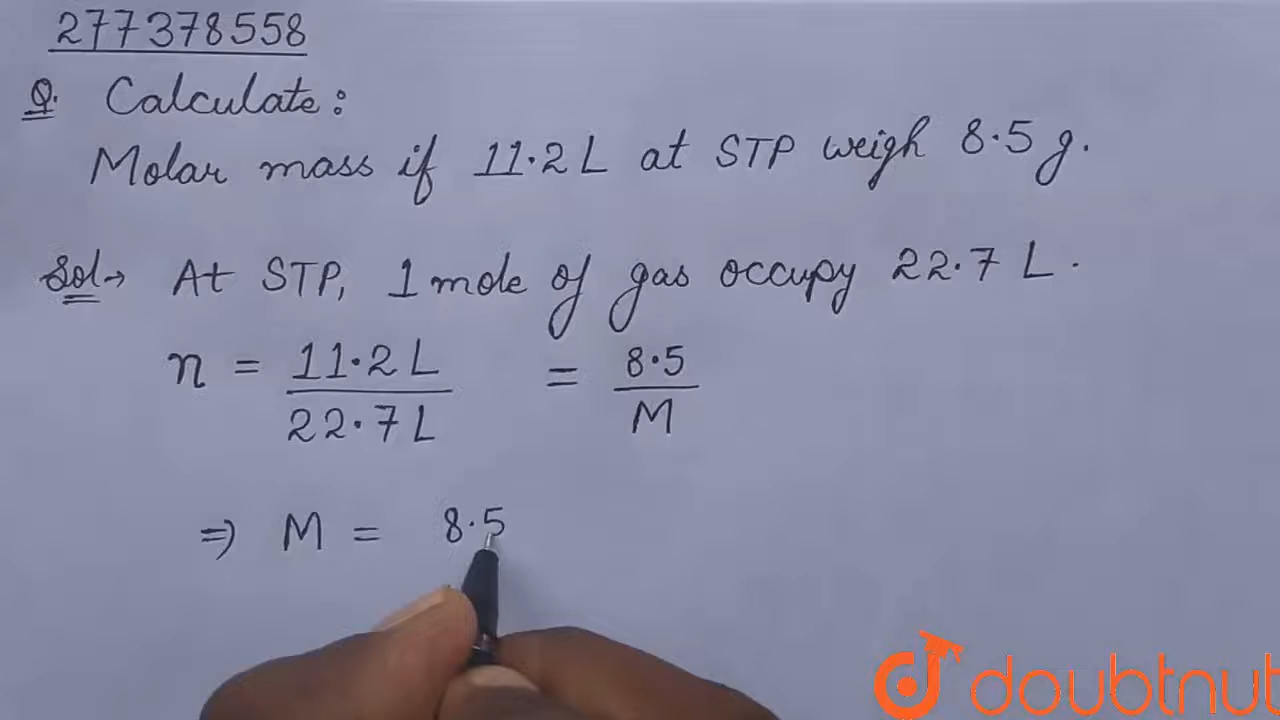 277378558
Q. Calculate:
Molar mass if 11.2 L at STP weigh 8.5 g.
Sol→ At STP, 1 mole of gas occupy 22.7 L.
n = 11.2 L / 22.7 L = 8.5 / M
⇒ M = 8.5
doubtnut